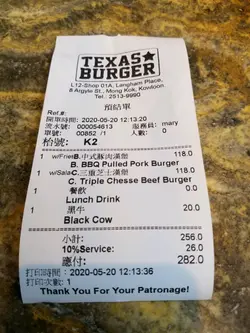 TEXAS★
BURGER
L12-Shop 01A, Langham Place,
8 Argyle St., Mong Kok, Kowloon
Tel : 2513-9990
預結單
Ref.#:
開單時間: 2020-05-20 12:13:20
流水號: 000054613 服務員: mary
單號: 00852 /1 人數: 0
枱號: K2
1 w/FriesB.中式豚肉漢堡 118.0
B. BBQ Pulled Pork Burger
1 w/SalaC.三重芝士漢堡 118.0
C. Triple Chesse Beef Burger
1 餐飲 0.0
Lunch Drink
1 黑牛 20.0
Black Cow
小計: 256.0
10%Service: 26.0
應付: 282.0
打印時間: 2020-05-20 12:13:36
打印次數: 1
Thank You For Your Patronage!